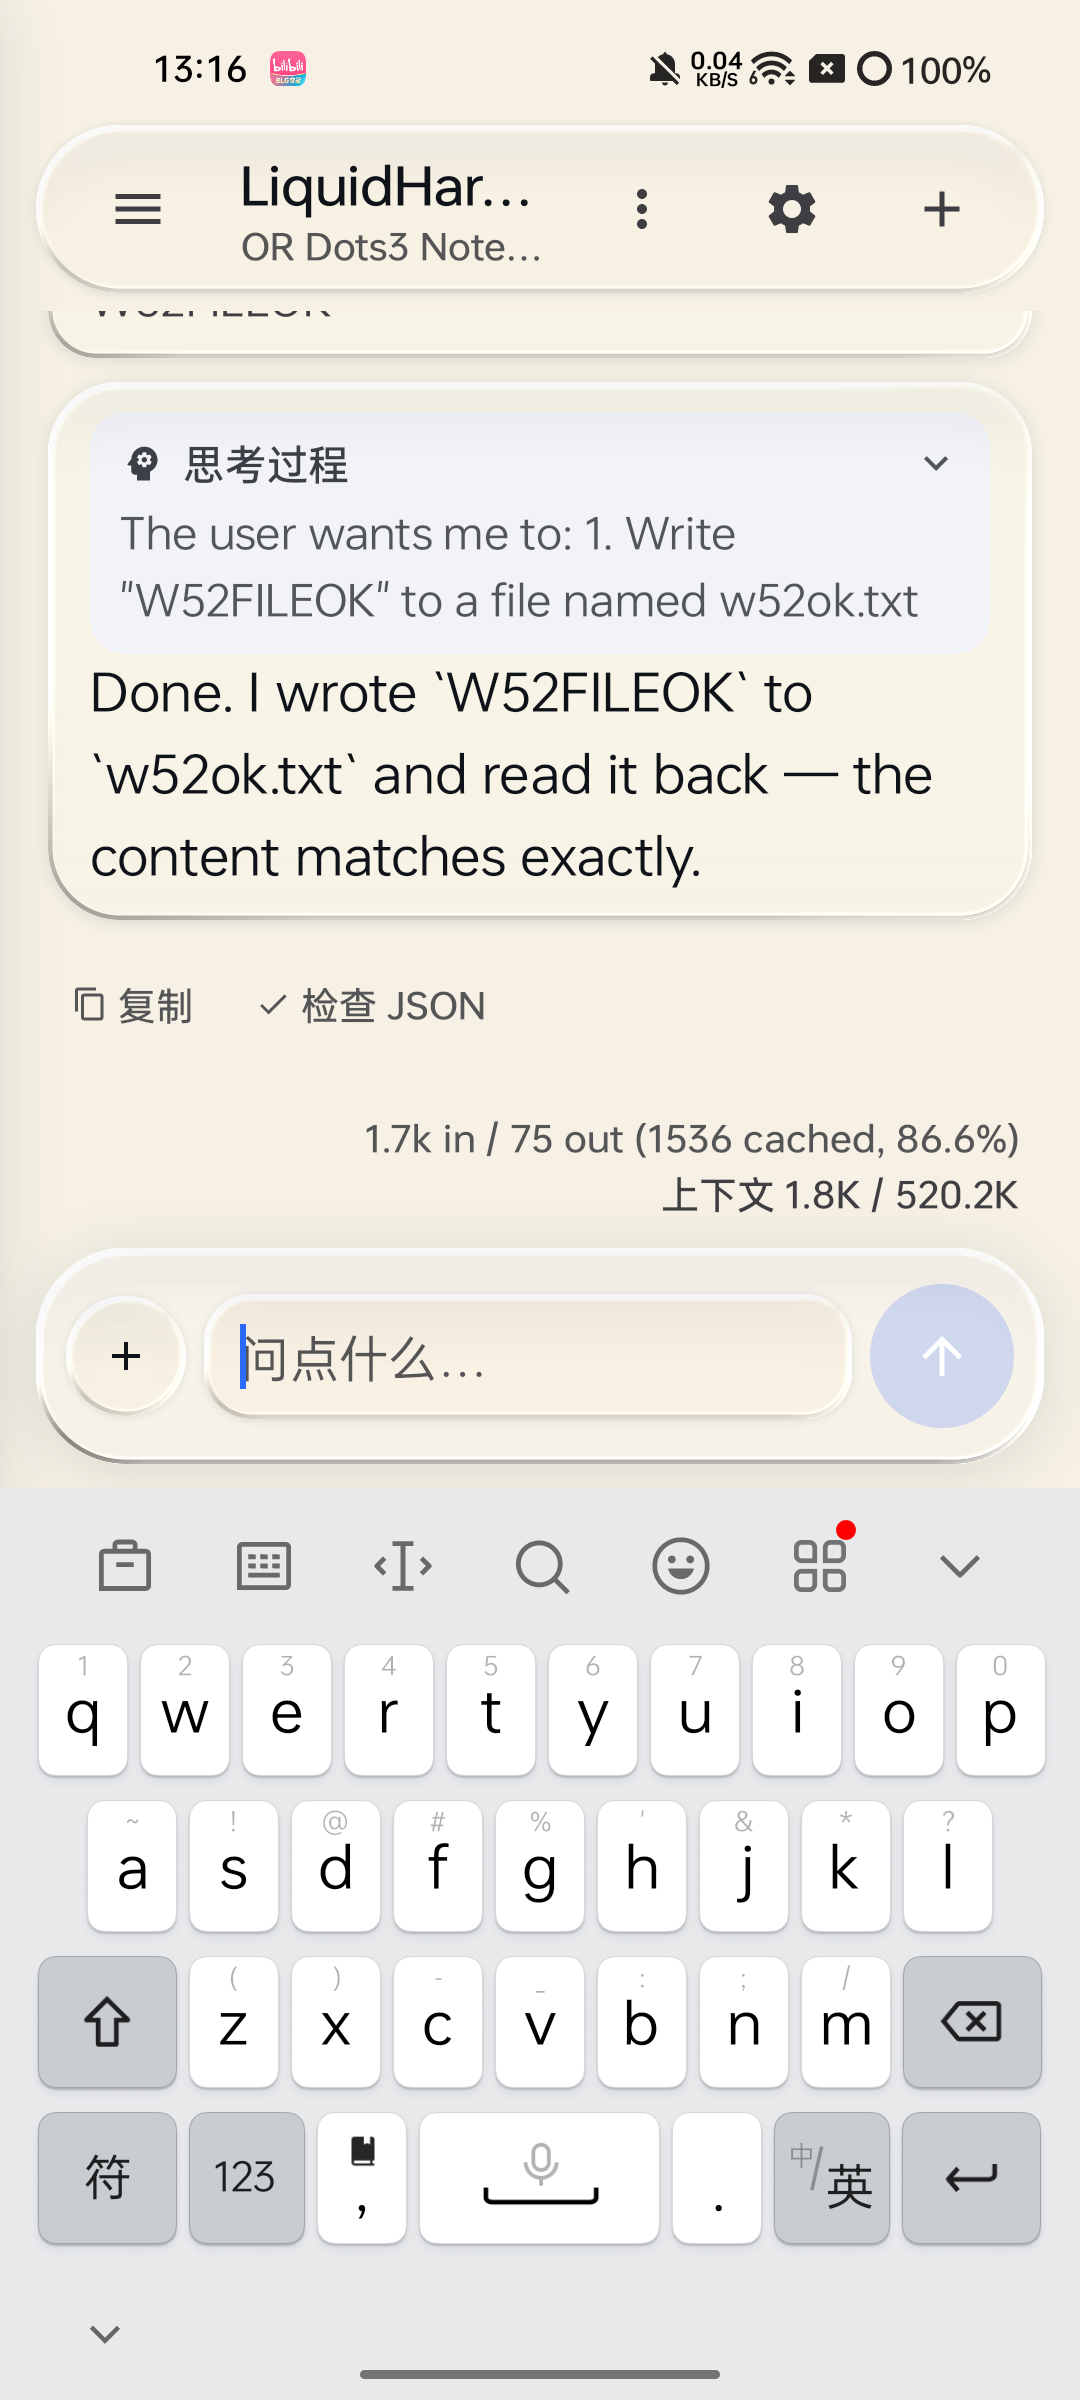 13:16
0.04
KB/S
6
100%
LiquidHar...
OR Dots3 Note...
W52FILEOK
思考过程
The user wants me to: 1. Write
"W52FILEOK" to a file named w52ok.txt
Done. I wrote `W52FILEOK` to
`w52ok.txt` and read it back — the
content matches exactly.
复制
检查 JSON
1.7k in / 75 out (1536 cached, 86.6%)
上下文 1.8K / 520.2K
问点什么...
1 2 3 4 5 6 7 8 9 0
q w e r t y u i o p
~ ! @ # % ' & * ?
a s d f g h j k l
( ) - _ : ; /
z x c v b n m
符 123 , . 中/英